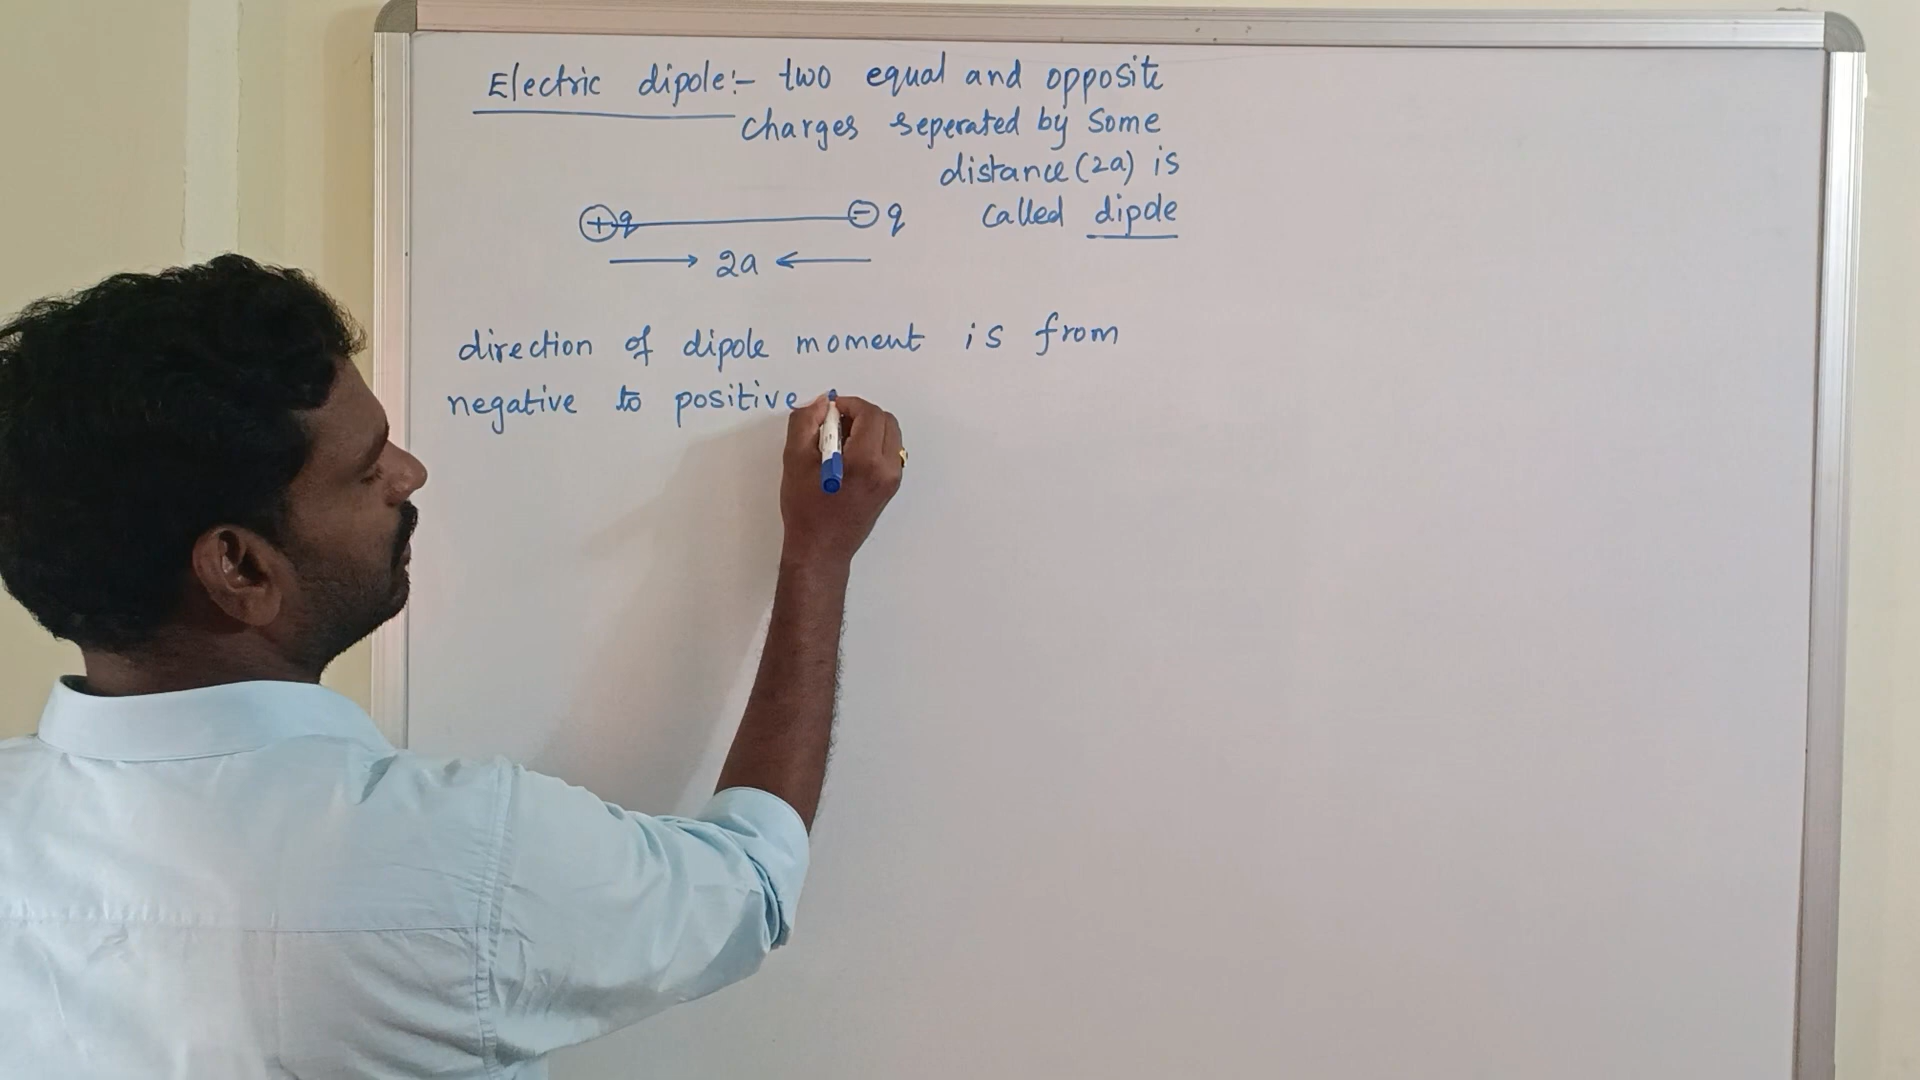 Electric dipole:- two equal and opposite
charges seperated by some
distance (2a) is
called dipole
+ q - q
2a
direction of dipole moment is from
negative to positive